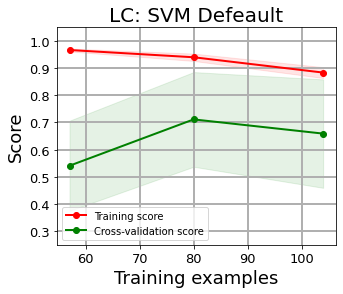 LC: SVM Defeault
Score
1.0
0.9
0.8
0.7
0.6
0.5
0.4
0.3
Training score
Cross-validation score
60 70 80 90 100
Training examples